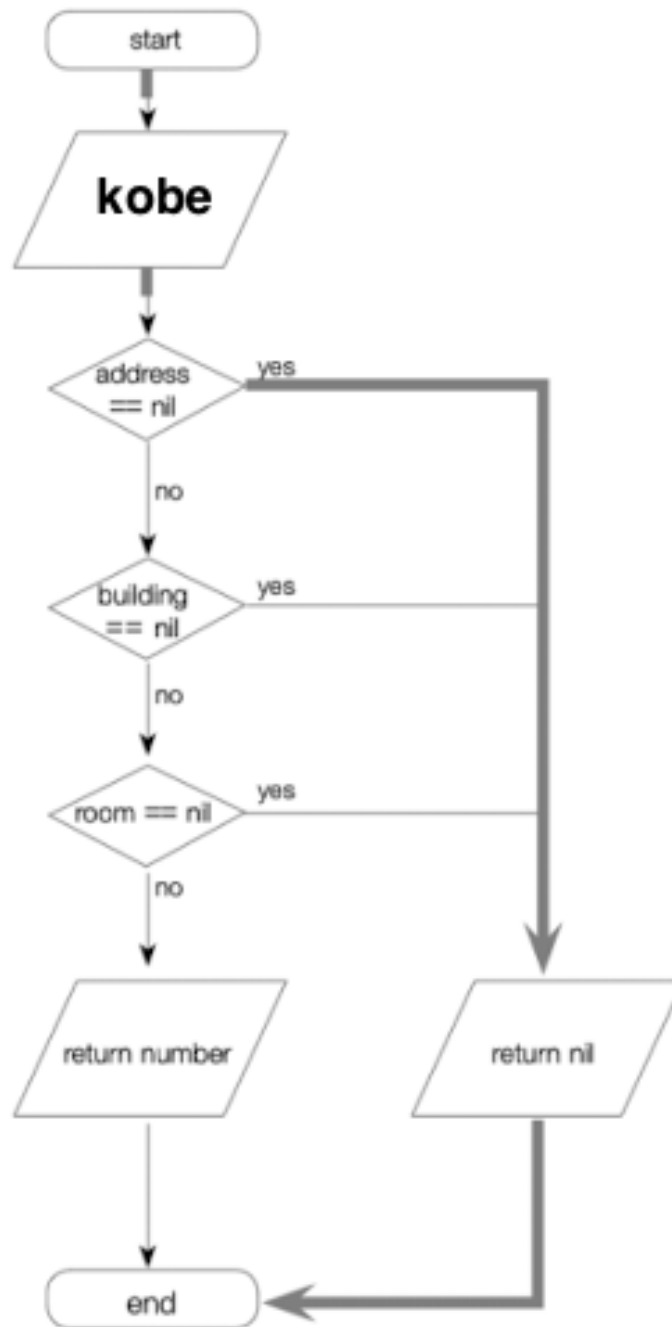 start
kobe
address
== nil
yes
no
building
== nil
yes
no
room == nil
yes
no
return number
return nil
end